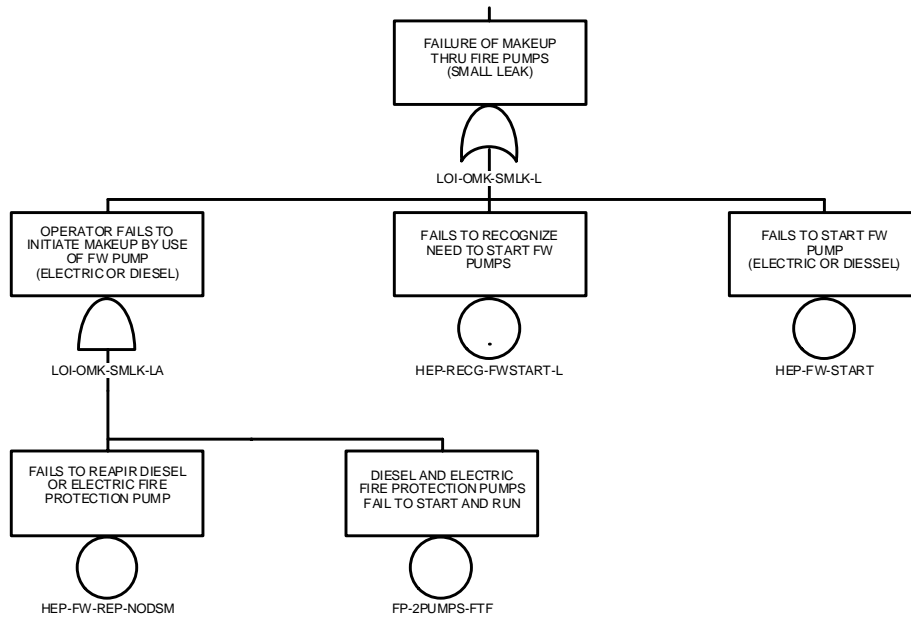 FAILURE OF MAKEUP
THRU FIRE PUMPS
(SMALL LEAK)
LOI-OMK-SMLK-L
OPERATOR FAILS TO
INITIATE MAKEUP BY USE
OF FW PUMP
(ELECTRIC OR DIESEL)
LOI-OMK-SMLK-LA
FAILS TO RECOGNIZE
NEED TO START FW
PUMPS
HEP-RECG-FWSTART-L
FAILS TO START FW
PUMP
(ELECTRIC OR DIESSEL)
HEP-FW-START
FAILS TO REAPIR DIESEL
OR ELECTRIC FIRE
PROTECTION PUMP
HEP-FW-REP-NODSM
DIESEL AND ELECTRIC
FIRE PROTECTION PUMPS
FAIL TO START AND RUN
FP-2PUMPS-FTF